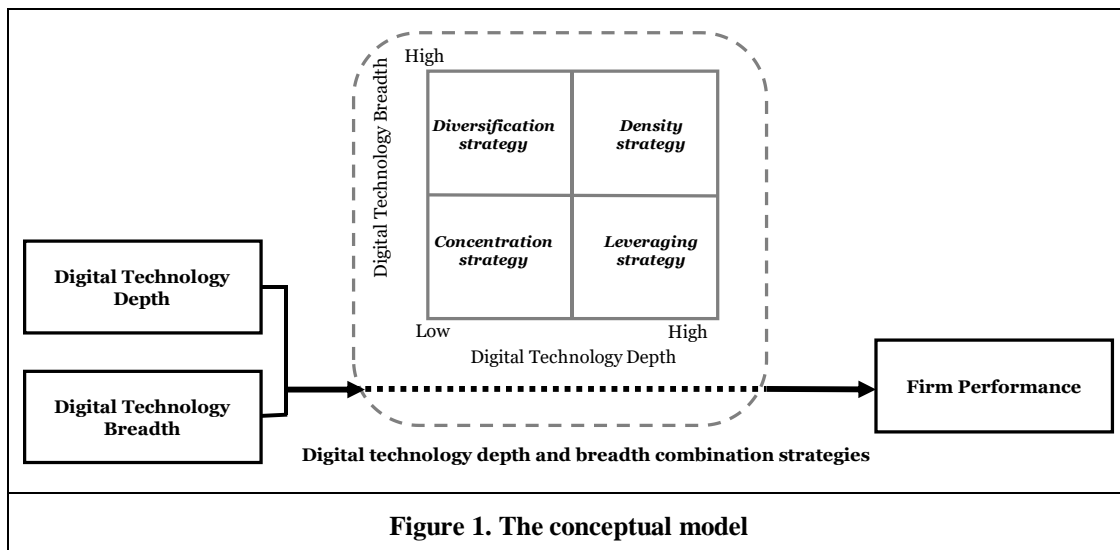 High
Digital Technology Breadth
Diversification
strategy
Density
strategy
Concentration
strategy
Leveraging
strategy
Low
High
Digital Technology Depth
Digital Technology
Depth
Digital Technology
Breadth
Firm Performance
Digital technology depth and breadth combination strategies
Figure 1. The conceptual model